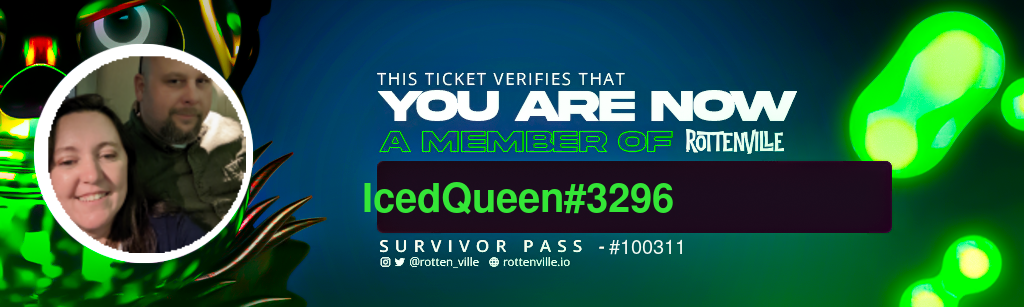 THIS TICKET VERIFIES THAT
YOU ARE NOW
A MEMBER OF ROTTENVILLE
IcedQueen#3296
SURVIVOR PASS - #100311
@rotten_ville rottenville.io